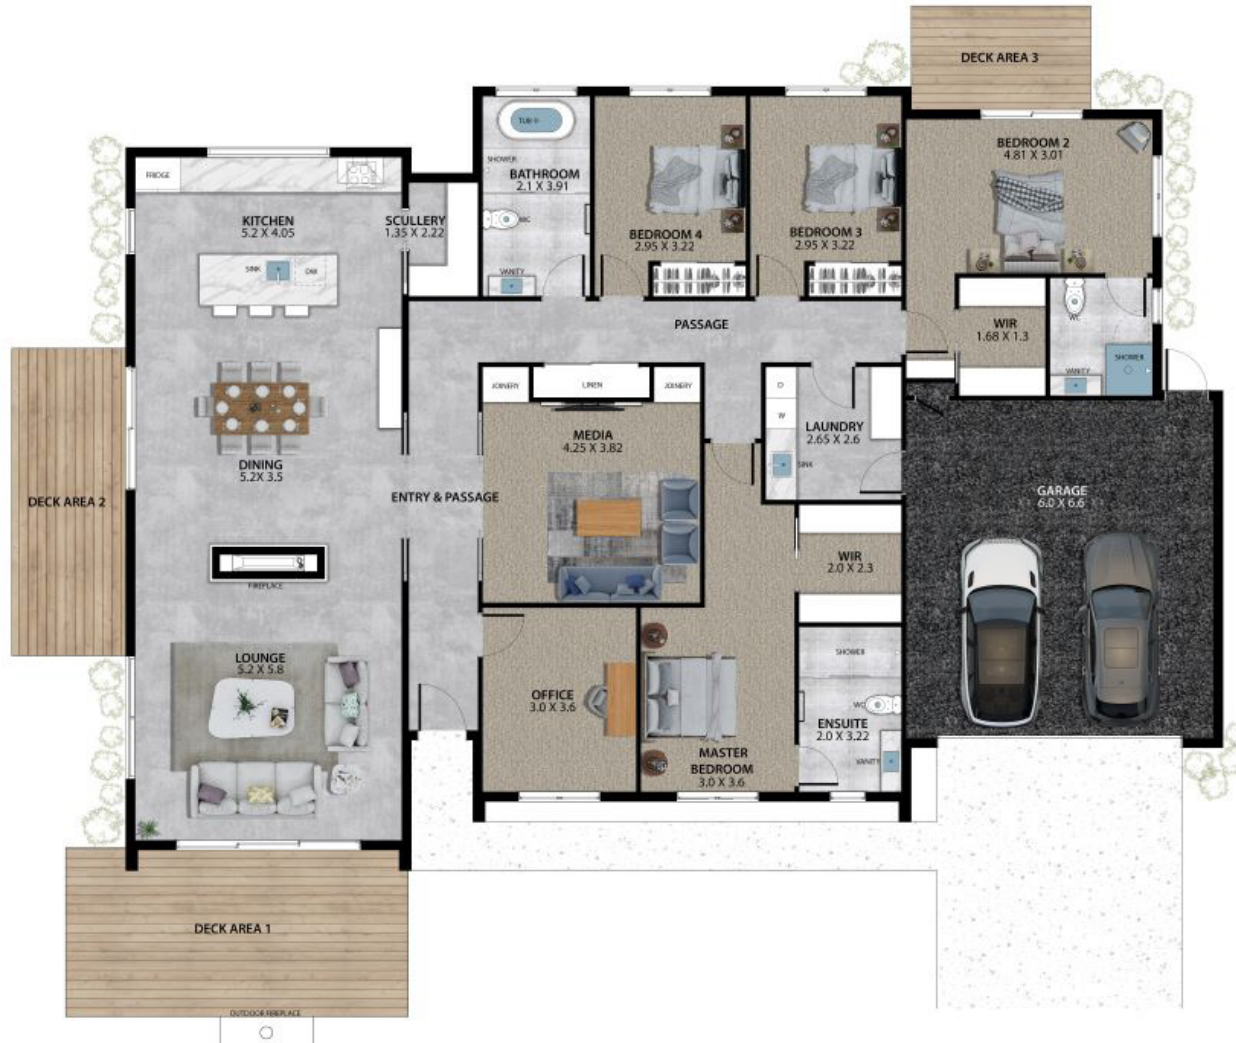 DECK AREA 3
TUB
SHOWER
BATHROOM
2.1 X 3.91
WC
VANITY
BEDROOM 4
2.95 X 3.22
BEDROOM 3
2.95 X 3.22
BEDROOM 2
4.81 X 3.01
FRIDGE
KITCHEN
5.2 X 4.05
SCULLERY
1.35 X 2.22
SINK
DW
PASSAGE
WIR
1.68 X 1.3
WC
SHOWER
VANITY
JOINERY
LINEN
JOINERY
D
W
LAUNDRY
2.65 X 2.6
SINK
MEDIA
4.25 X 3.82
DINING
5.2X 3.5
DECK AREA 2
ENTRY & PASSAGE
GARAGE
6.0 X 6.6
WIR
2.0 X 2.3
FIREPLACE
LOUNGE
5.2 X 5.8
OFFICE
3.0 X 3.6
SHOWER
WC
ENSUITE
2.0 X 3.22
VANITY
MASTER
BEDROOM
3.0 X 3.6
DECK AREA 1
OUTDOOR FIREPLACE